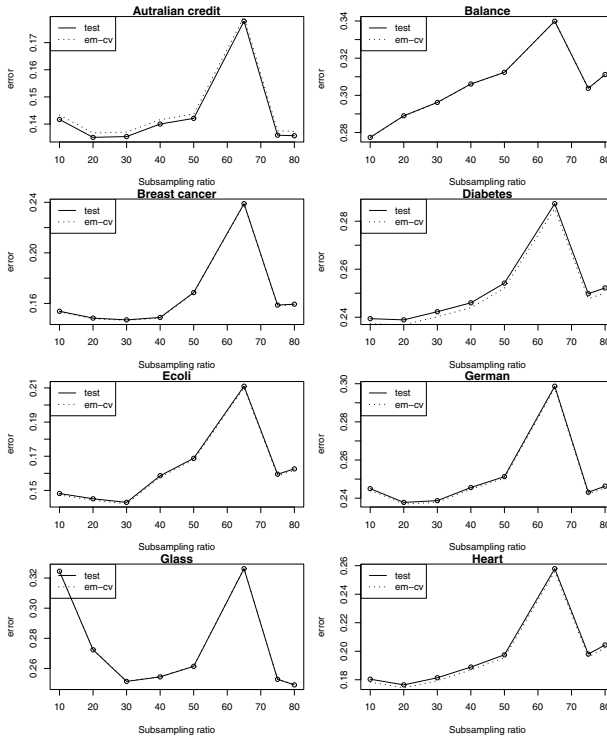 Autralian credit
test
em-cv
error
0.14 0.15 0.17
10 20 30 40 50 60 70 80
Subsampling ratio
Balance
test
em-cv
error
0.28 0.30 0.32 0.34
10 20 30 40 50 60 70 80
Subsampling ratio
Breast cancer
test
em-cv
error
0.16 0.20 0.24
10 20 30 40 50 60 70 80
Subsampling ratio
Diabetes
test
em-cv
error
0.24 0.26 0.28
10 20 30 40 50 60 70 80
Subsampling ratio
Ecoli
test
em-cv
error
0.15 0.17 0.19 0.21
10 20 30 40 50 60 70 80
Subsampling ratio
German
test
em-cv
error
0.24 0.26 0.30
10 20 30 40 50 60 70 80
Subsampling ratio
Glass
test
em-cv
error
0.26 0.28 0.30 0.32
10 20 30 40 50 60 70 80
Subsampling ratio
Heart
test
em-cv
error
0.18 0.20 0.22 0.24 0.26
10 20 30 40 50 60 70 80
Subsampling ratio